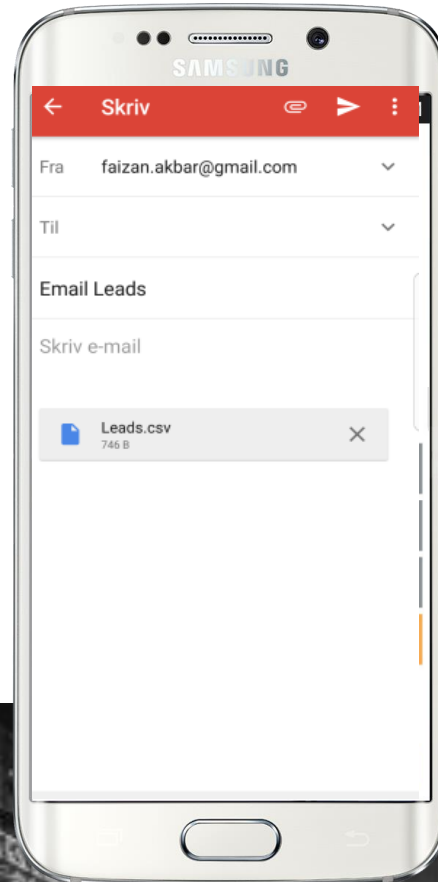 SAMSUNG
Skriv
Fra faizan.akbar@gmail.com
Til
Email Leads
Skriv e-mail
Leads.csv
746 B